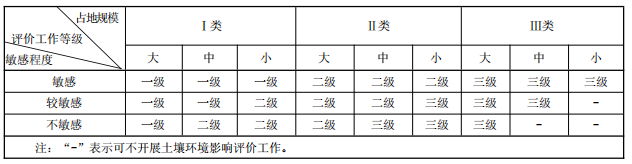 占地规模
评价工作等级
敏感程度
Ⅰ类 Ⅱ类 Ⅲ类
大 中 小 大 中 小 大 中 小
敏感 一级 一级 一级 二级 二级 二级 三级 三级 三级
较敏感 一级 一级 二级 二级 二级 三级 三级 三级 -
不敏感 一级 二级 二级 二级 三级 三级 三级 - -
注：“-”表示可不开展土壤环境影响评价工作。